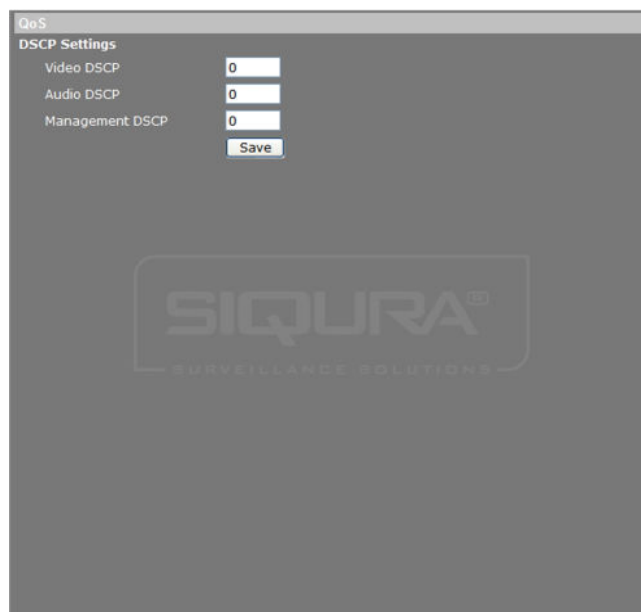 QoS
DSCP Settings
Video DSCP 0
Audio DSCP 0
Management DSCP 0
Save
SIQURA®
SURVEILLANCE SOLUTIONS